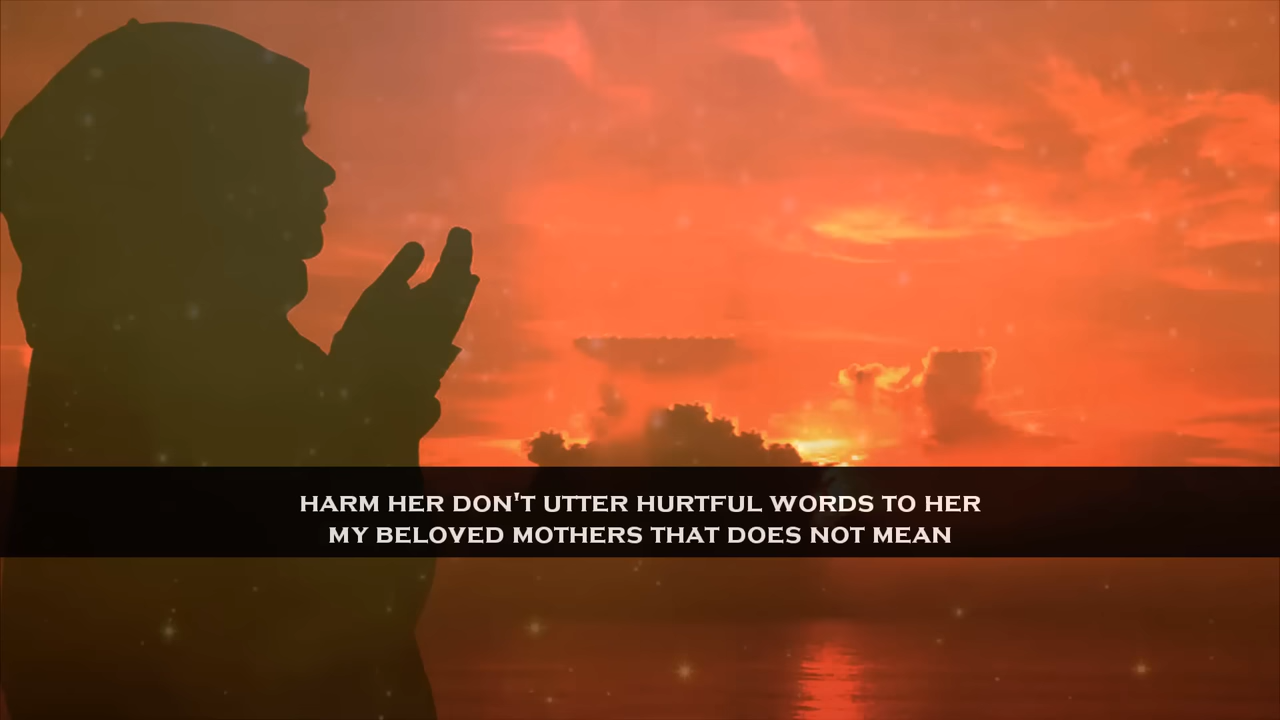 HARM HER DON'T UTTER HURTFUL WORDS TO HER
MY BELOVED MOTHERS THAT DOES NOT MEAN